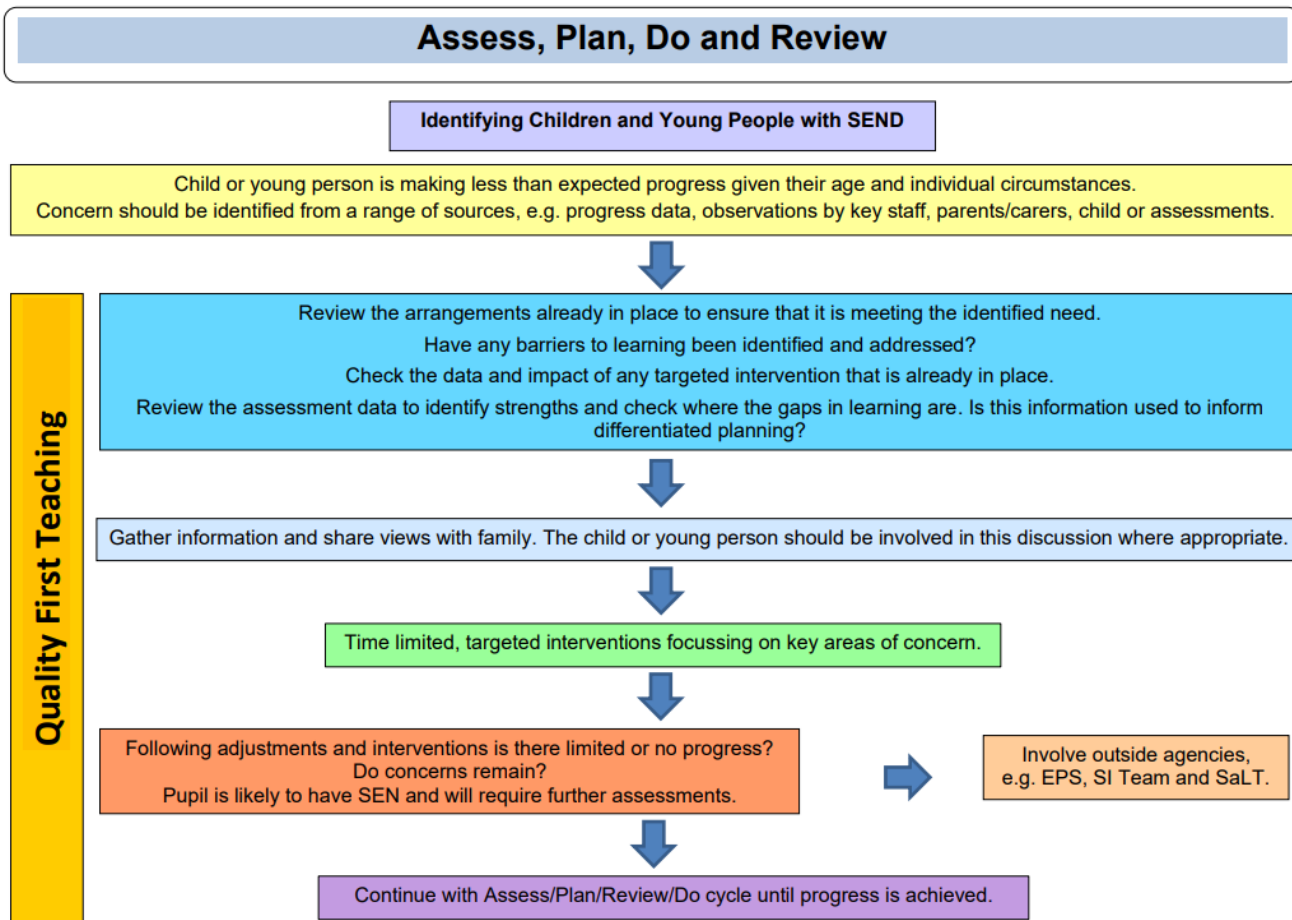 Assess, Plan, Do and Review
Identifying Children and Young People with SEND
Child or young person is making less than expected progress given their age and individual circumstances.
Concern should be identified from a range of sources, e.g. progress data, observations by key staff, parents/carers, child or assessments.
Quality First Teaching
Review the arrangements already in place to ensure that it is meeting the identified need.
Have any barriers to learning been identified and addressed?
Check the data and impact of any targeted intervention that is already in place.
Review the assessment data to identify strengths and check where the gaps in learning are. Is this information used to inform
differentiated planning?
Gather information and share views with family. The child or young person should be involved in this discussion where appropriate.
Time limited, targeted interventions focussing on key areas of concern.
Following adjustments and interventions is there limited or no progress?
Do concerns remain?
Pupil is likely to have SEN and will require further assessments.
Involve outside agencies,
e.g. EPS, SI Team and SaLT.
Continue with Assess/Plan/Review/Do cycle until progress is achieved.